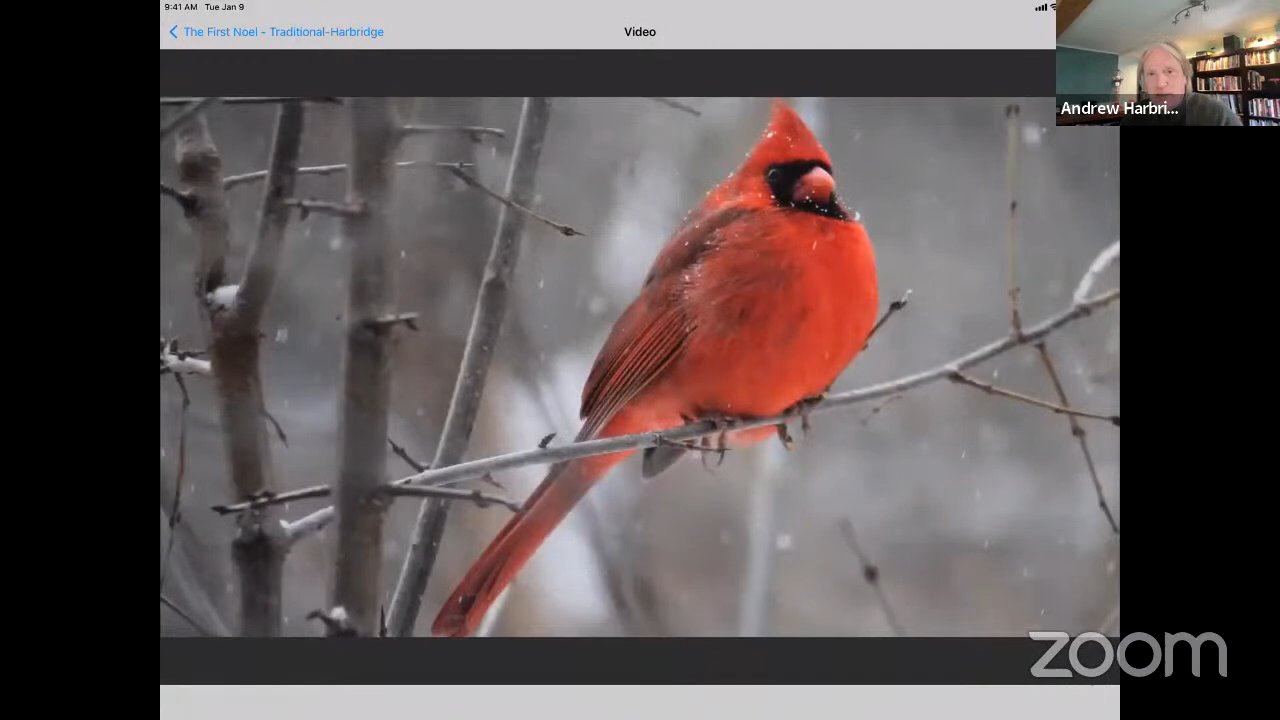 9:41 AM Tue Jan 9
The First Noel - Traditional-Harbridge
Video
Andrew Harbri...
zoom